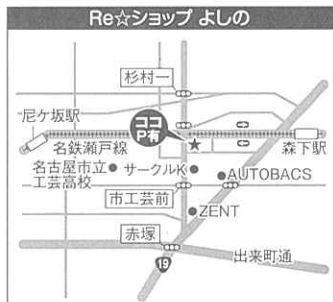 Re☆ショップ よしの
杉村一
尼ケ坂駅
ココ
P有
名鉄瀬戸線
森下駅
名古屋市立
工芸高校
サークルK
AUTOBACS
市工芸前
ZENT
赤塚
19
出来町通